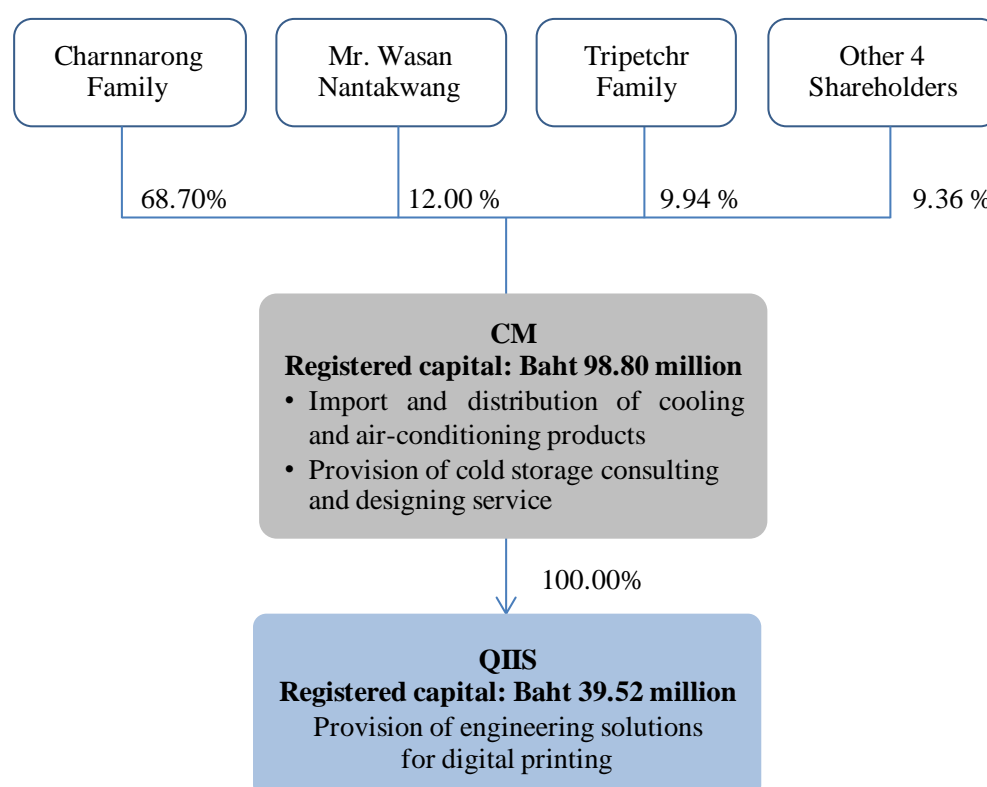 Charnnarong
Family
Mr. Wasan
Nantakwang
Tripetchr
Family
Other 4
Shareholders
68.70%
12.00 %
9.94 %
9.36 %
CM
Registered capital: Baht 98.80 million
• Import and distribution of cooling
and air-conditioning products
• Provision of cold storage consulting
and designing service
100.00%
QIIS
Registered capital: Baht 39.52 million
Provision of engineering solutions
for digital printing